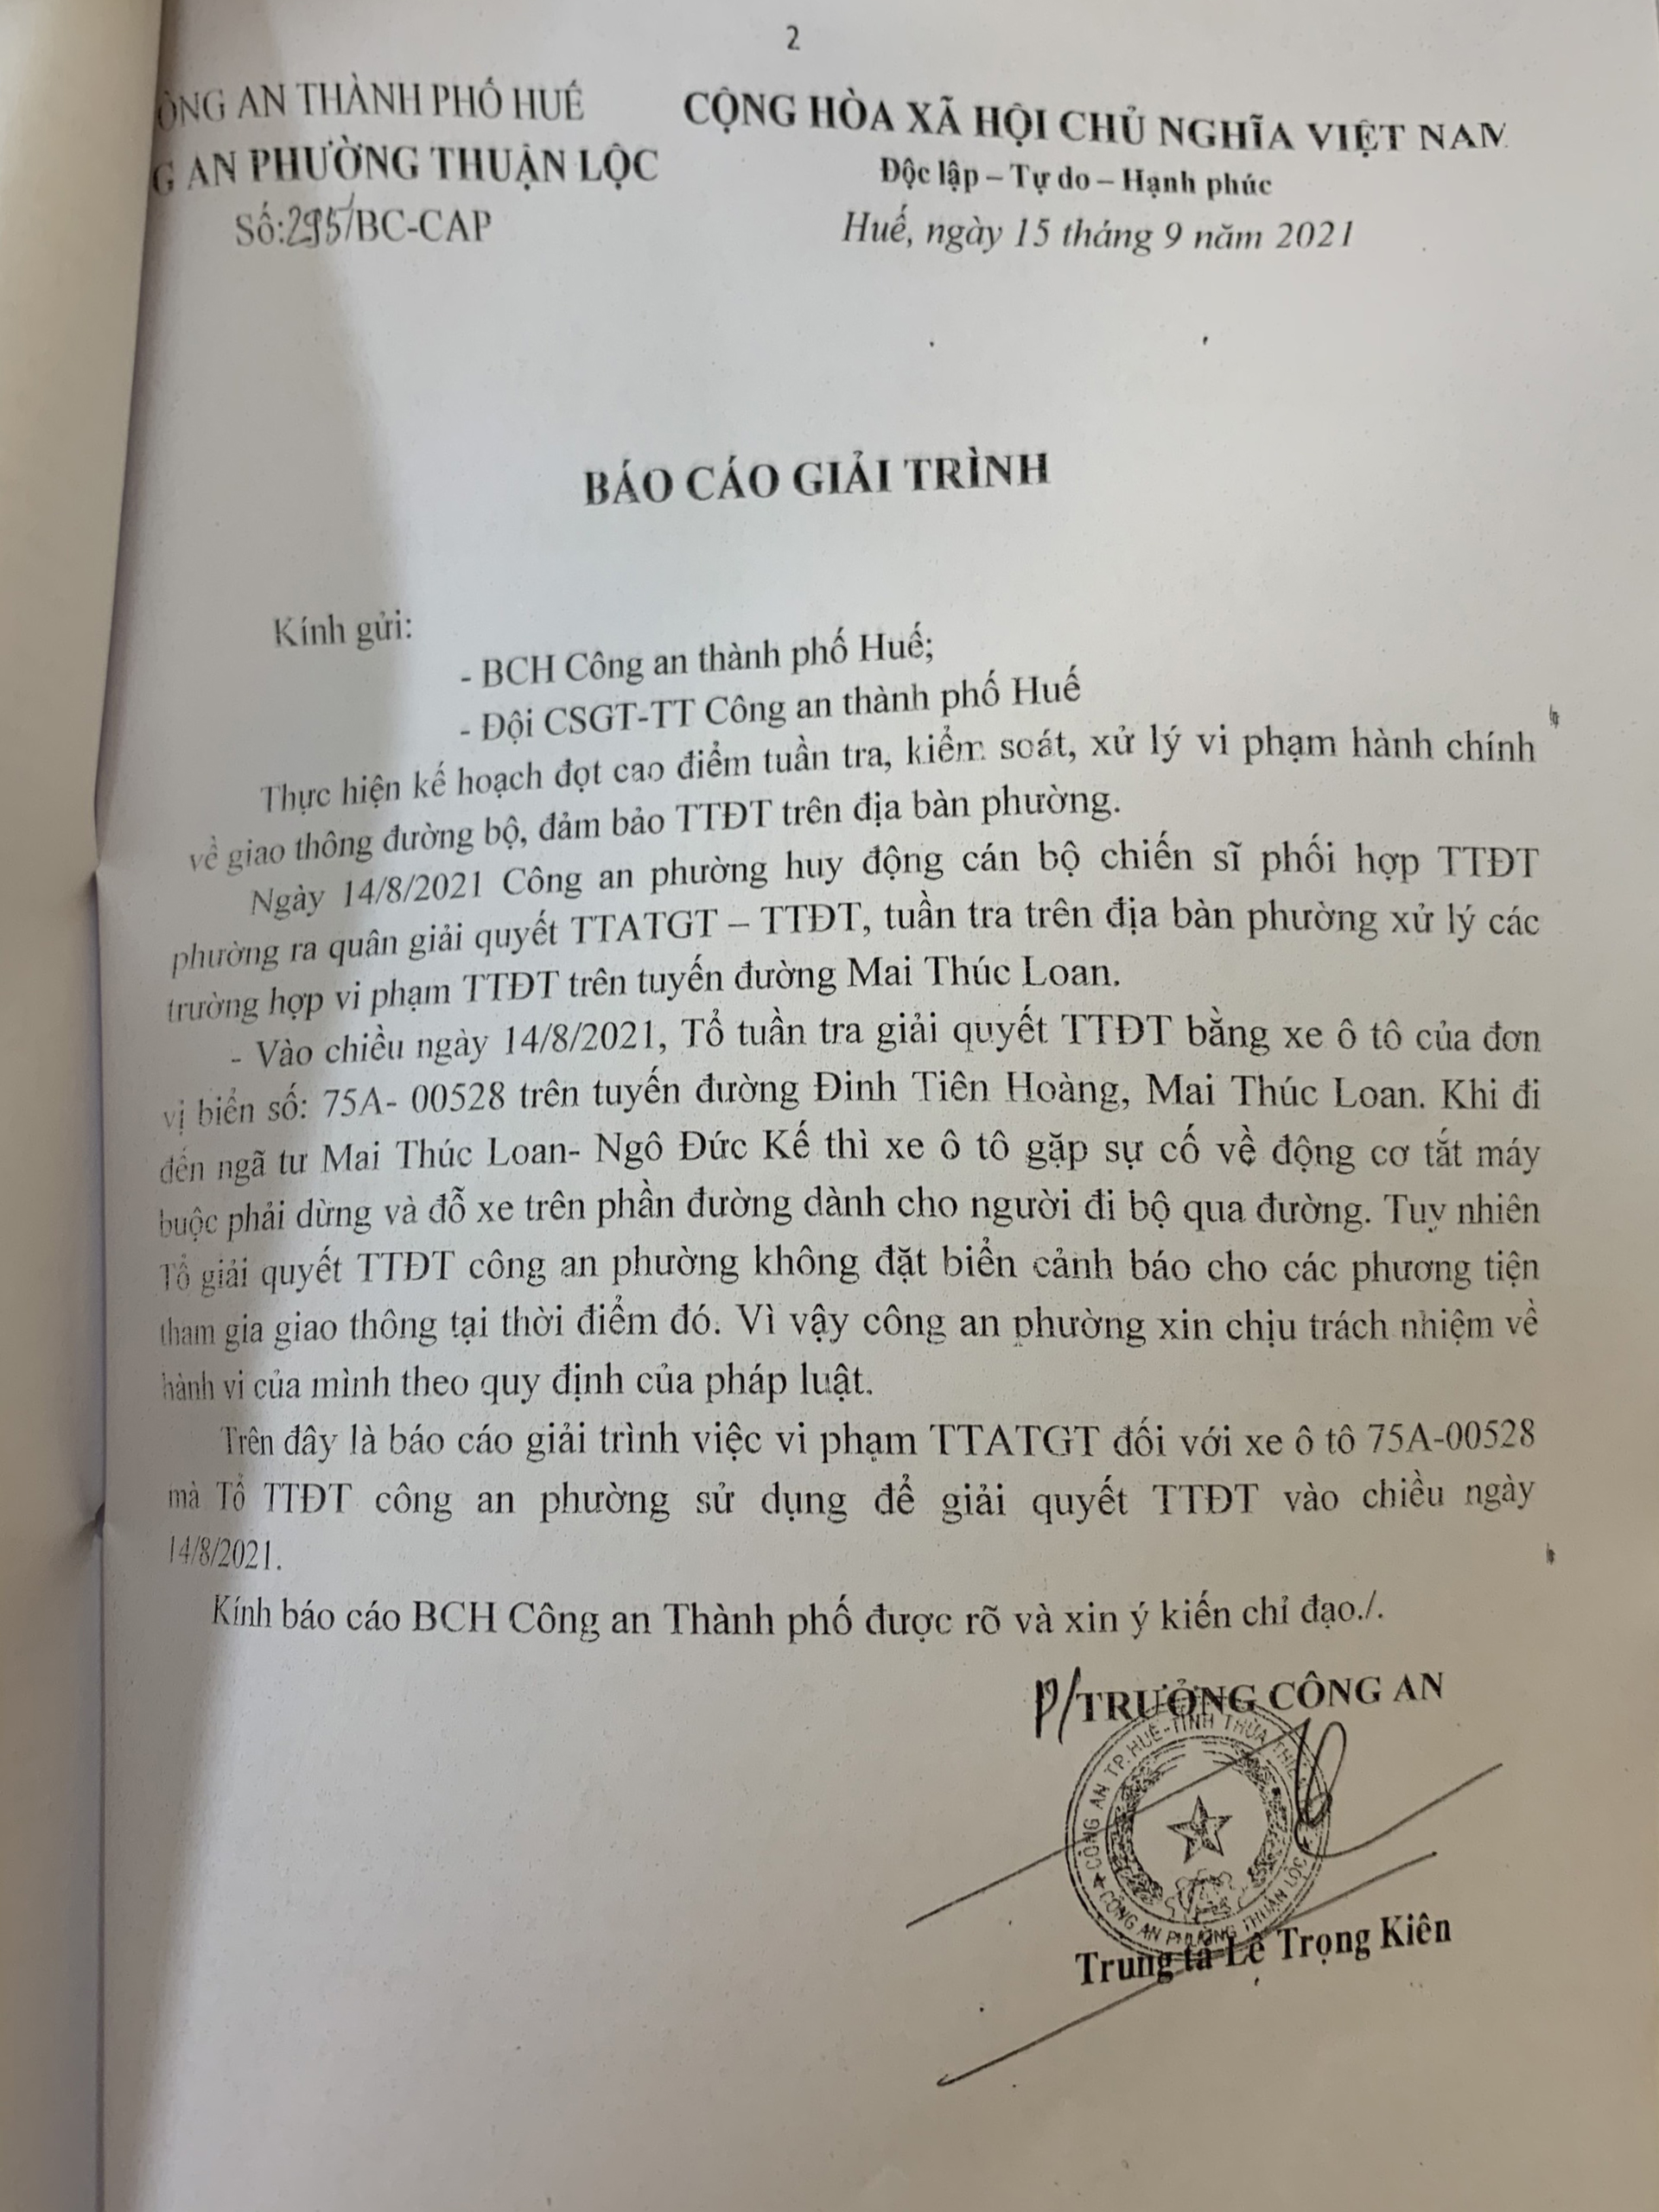 2
ÔNG AN THÀNH PHỐ HUẾ
CỘNG HÒA XÃ HỘI CHỦ NGHĨA VIỆT NAM
G AN PHƯỜNG THUẬN LỘC
Độc lập – Tự do – Hạnh phúc
Số:295/BC-CAP
Huế, ngày 15 tháng 9 năm 2021
BÁO CÁO GIẢI TRÌNH
Kính gửi:
- BCH Công an thành phố Huế;
- Đội CSGT-TT Công an thành phố Huế
Thực hiện kế hoạch đọt cao điểm tuần tra, kiểm soát, xử lý vi phạm hành chính
về giao thông đường bộ, đảm bảo TTĐT trên địa bàn phường.
Ngày 14/8/2021 Công an phường huy động cán bộ chiến sĩ phối hợp TTĐT
phường ra quân giải quyết TTATGT – TTĐT, tuần tra trên địa bàn phường xử lý các
trường hợp vi phạm TTĐT trên tuyến đường Mai Thúc Loan.
- Vào chiều ngày 14/8/2021, Tổ tuần tra giải quyết TTĐT bằng xe ô tô của đơn
vị biển số: 75A- 00528 trên tuyến đường Đinh Tiên Hoàng, Mai Thúc Loan. Khi đi
đến ngã tư Mai Thúc Loan- Ngô Đức Kế thì xe ô tô gặp sự cố về động cơ tắt máy
buộc phải dừng và đỗ xe trên phần đường dành cho người đi bộ qua đường. Tuy nhiên
Tổ giải quyết TTĐT công an phường không đặt biển cảnh báo cho các phương tiện
tham gia giao thông tại thời điểm đó. Vì vậy công an phường xin chịu trách nhiệm về
hành vi của mình theo quy định của pháp luật.
Trên đây là báo cáo giải trình việc vi phạm TTATGT đối với xe ô tô 75A-00528
mà Tổ TTĐT công an phường sử dụng để giải quyết TTĐT vào chiều ngày
14/8/2021.
Kính báo cáo BCH Công an Thành phố được rõ và xin ý kiến chỉ đạo./.
P/TRƯỞNG CÔNG AN
CÔNG AN TP.HUẾ-TỈNH THỪA THIÊN
CÔNG AN PHƯỜNG THUẬN LỘC
Trung tá Lê Trọng Kiên